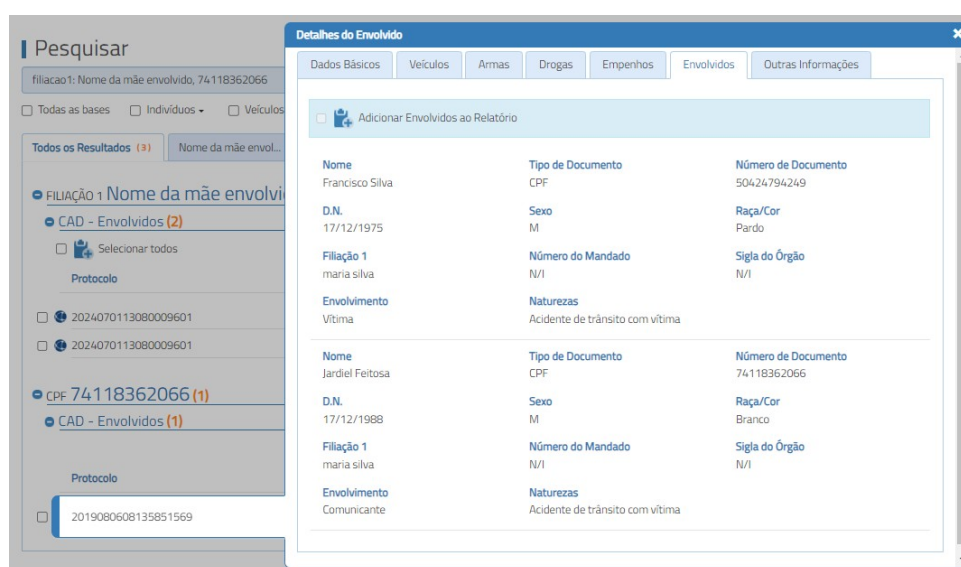 Pesquisar
filiacao1: Nome da mãe envolvido, 74118362066
Todas as bases Indivíduos Veículos
Todos os Resultados (3) Nome da mãe envol...
FILIAÇÃO 1 Nome da mãe envolvi
CAD - Envolvidos (2)
Selecionar todos
Protocolo
2024070113080009601
2024070113080009601
CPF 74118362066 (1)
CAD - Envolvidos (1)
Protocolo
2019080608135851569
Detalhes do Envolvido
Dados Básicos Veículos Armas Drogas Empenhos Envolvidos Outras Informações
Adicionar Envolvidos ao Relatório
Nome Tipo de Documento Número de Documento
Francisco Silva CPF 50424794249
D.N. Sexo Raça/Cor
17/12/1975 M Pardo
Filiação 1 Número do Mandado Sigla do Órgão
maria silva N/I N/I
Envolvimento Naturezas
Vítima Acidente de trânsito com vítima
Nome Tipo de Documento Número de Documento
Jardiel Feitosa CPF 74118362066
D.N. Sexo Raça/Cor
17/12/1988 M Branco
Filiação 1 Número do Mandado Sigla do Órgão
maria silva N/I N/I
Envolvimento Naturezas
Comunicante Acidente de trânsito com vítima